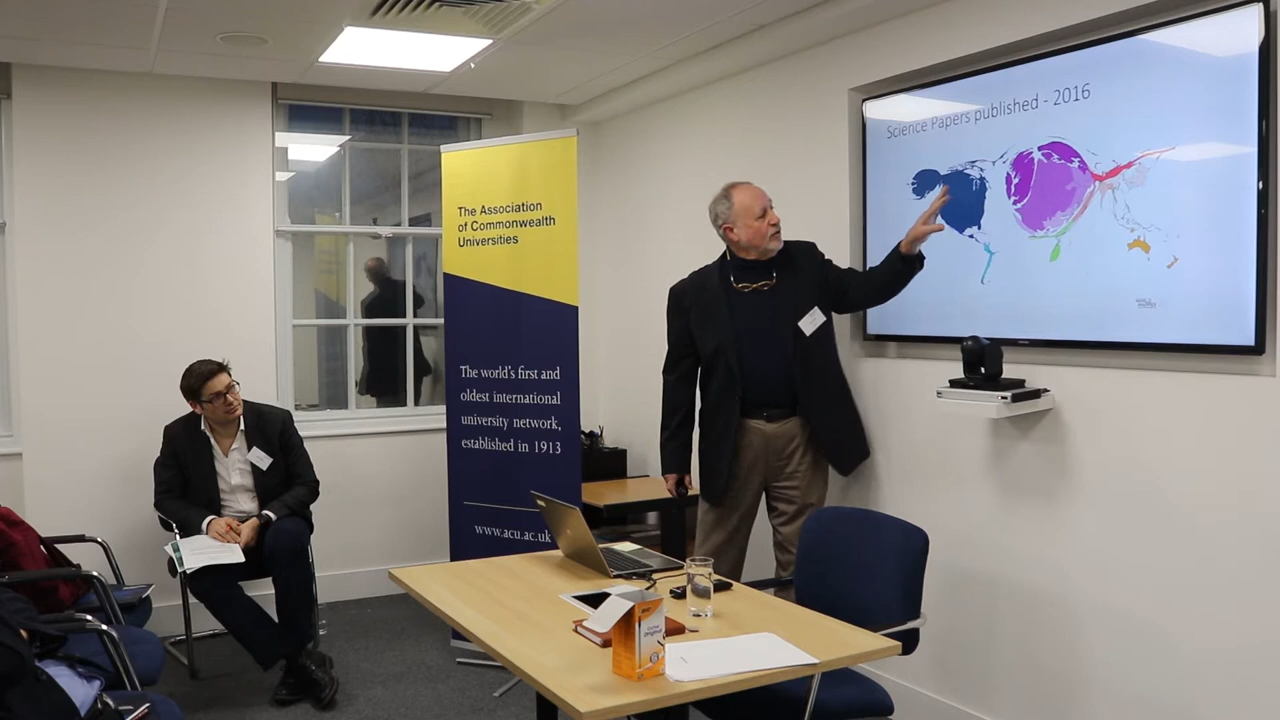 Science Papers published - 2016
The Association
of Commonwealth
Universities
The world's first and
oldest international
university network,
established in 1913
www.acu.ac.uk